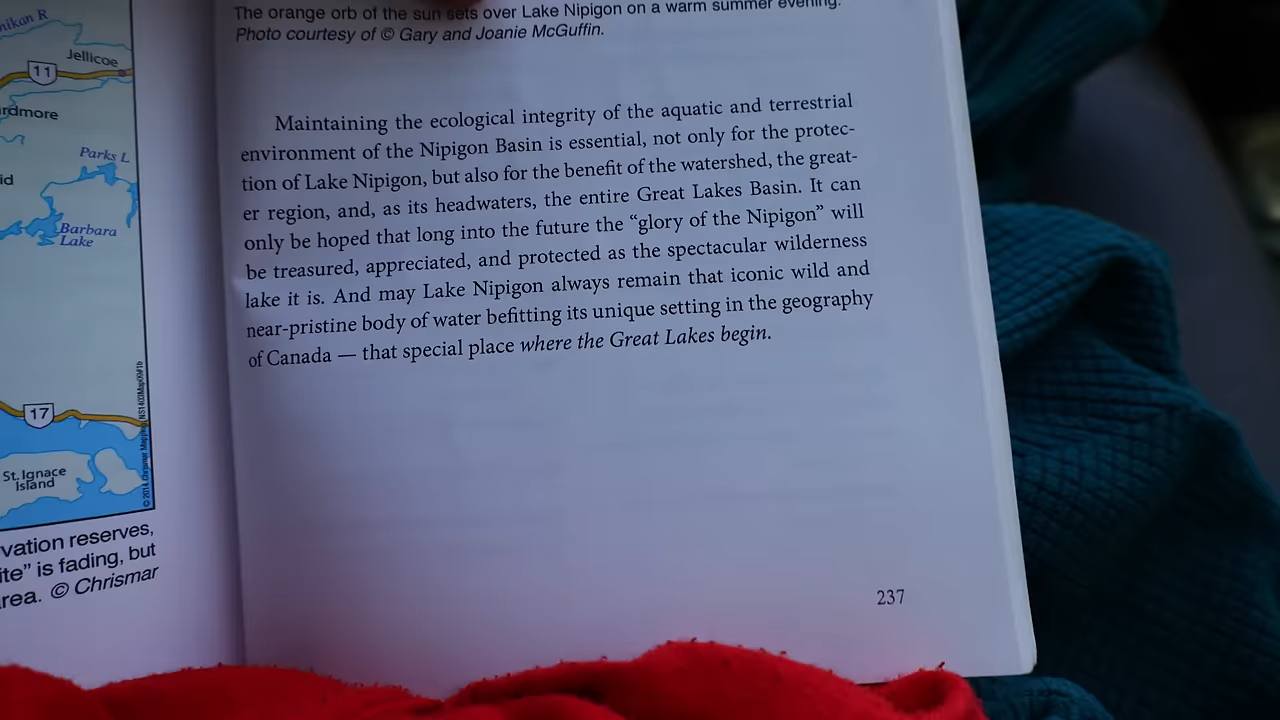 nikan R
Jellicoe
11
rdmore
Parks L
id
Barbara
Lake
17
St. Ignace
Island
vation reserves,
ite” is fading, but
rea. © Chrismar
The orange orb of the sun sets over Lake Nipigon on a warm summer evening.
Photo courtesy of © Gary and Joanie McGuffin.
Maintaining the ecological integrity of the aquatic and terrestrial
environment of the Nipigon Basin is essential, not only for the protec-
tion of Lake Nipigon, but also for the benefit of the watershed, the great-
er region, and, as its headwaters, the entire Great Lakes Basin. It can
only be hoped that long into the future the “glory of the Nipigon” will
be treasured, appreciated, and protected as the spectacular wilderness
lake it is. And may Lake Nipigon always remain that iconic wild and
near-pristine body of water befitting its unique setting in the geography
of Canada — that special place where the Great Lakes begin.
237